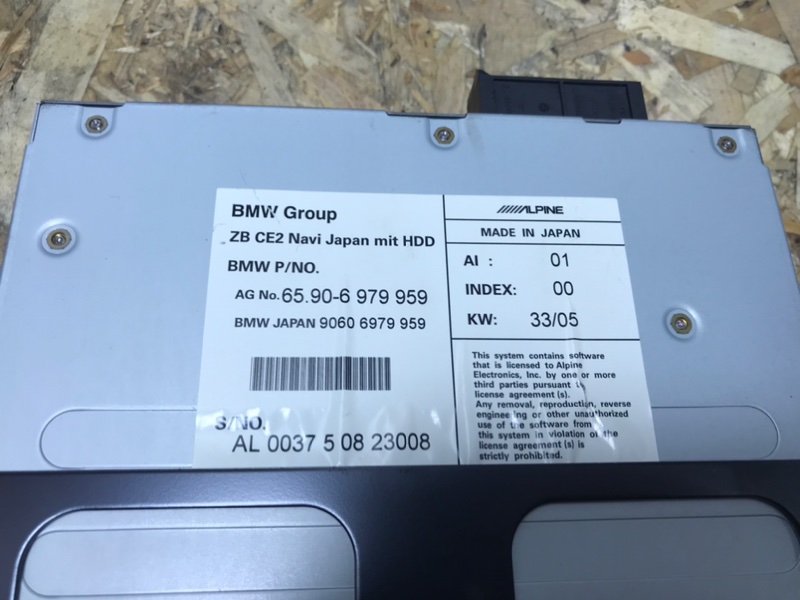 BMW Group
ZB CE2 Navi Japan mit HDD
BMW P/NO.
AG No. 65.90-6 979 959
BMW JAPAN 9060 6979 959
S/NO.
AL 0037 5 08 23008
ALPINE
MADE IN JAPAN
AI : 01
INDEX: 00
KW: 33/05
This system contains software
that is licensed to Alpine
Electronics, Inc. by one or more
third parties pursuant to
license agreement (s).
Any removal, reproduction, reverse
engineering or other unauthorized
use of the software from
this system in violation of the
license agreement (s) is
strictly prohibited.